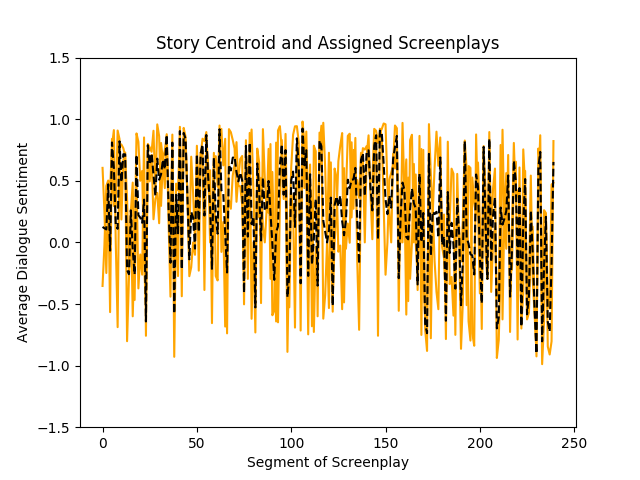 Story Centroid and Assigned Screenplays
1.5
1.0
0.5
0.0
−0.5
−1.0
−1.5
Average Dialogue Sentiment
0 50 100 150 200 250
Segment of Screenplay